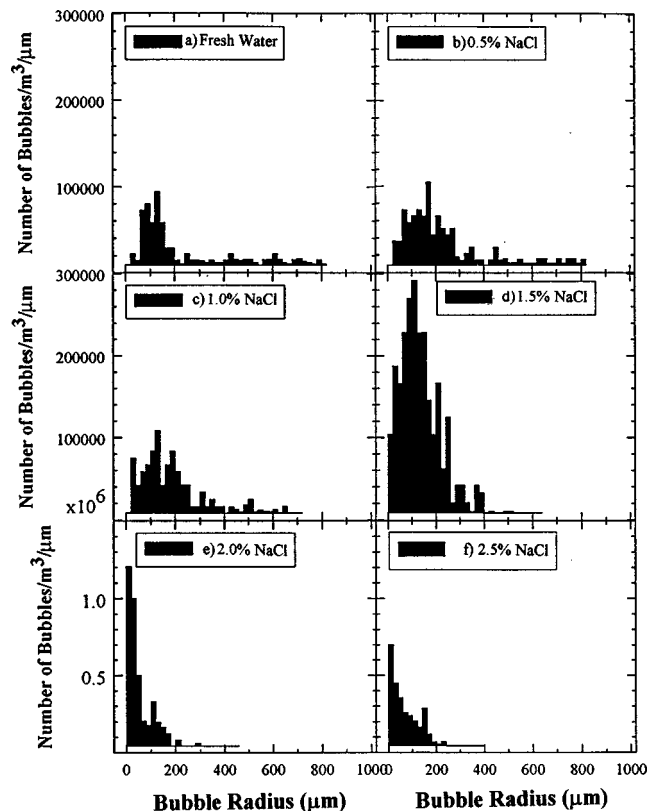 300000
200000
100000
300000
200000
100000
x10⁶
1.0
0.5
Number of Bubbles/m³/µm
Number of Bubbles/m³/µm
Number of Bubbles/m³/µm
a) Fresh Water
b) 0.5% NaCl
c) 1.0% NaCl
d) 1.5% NaCl
e) 2.0% NaCl
f) 2.5% NaCl
0 200 400 600 800 1000 200 400 600 800 1000
Bubble Radius (µm) Bubble Radius (µm)